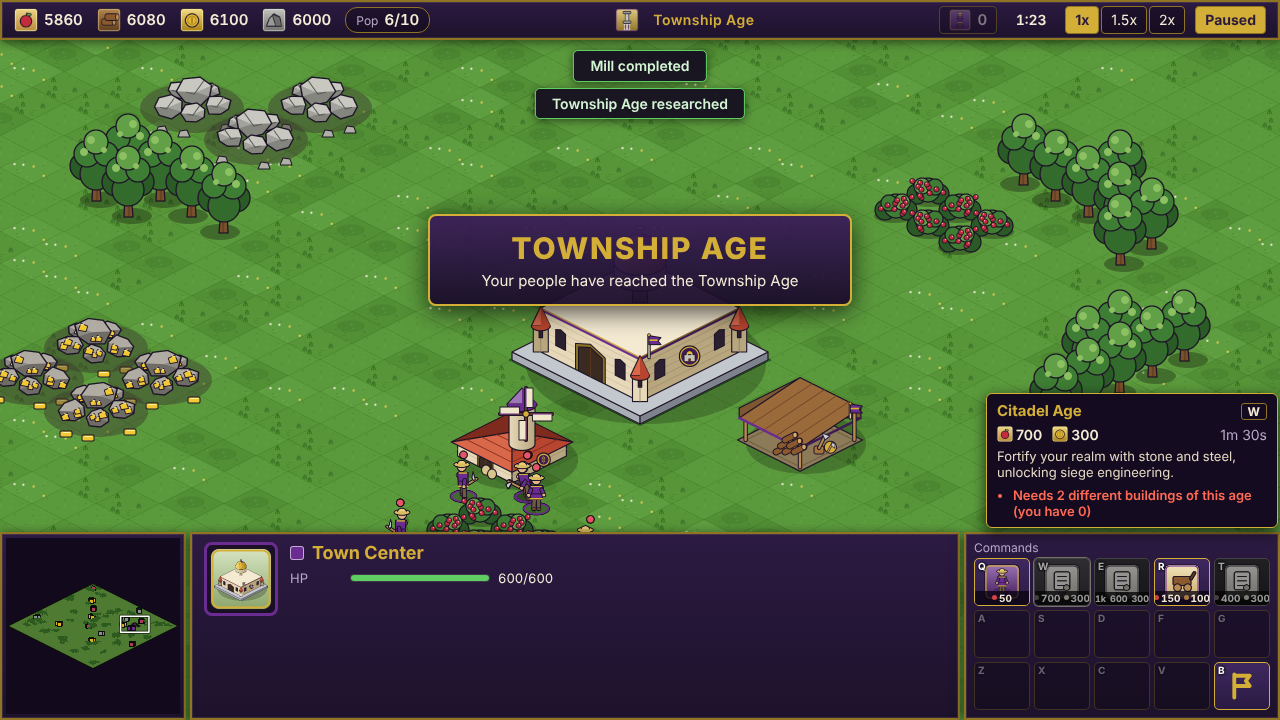 5860
6080
6100
6000
Pop 6/10
Township Age
0
1:23
1x
1.5x
2x
Paused
Mill completed
Township Age researched
TOWNSHIP AGE
Your people have reached the Township Age
Citadel Age
W
700
300
1m 30s
Fortify your realm with stone and steel,
unlocking siege engineering.
• Needs 2 different buildings of this age
(you have 0)
Town Center
HP
600/600
Commands
Q
50
W
700 300
E
1k 600 300
R
150 100
T
400 300
A
S
D
F
G
Z
X
C
V
B